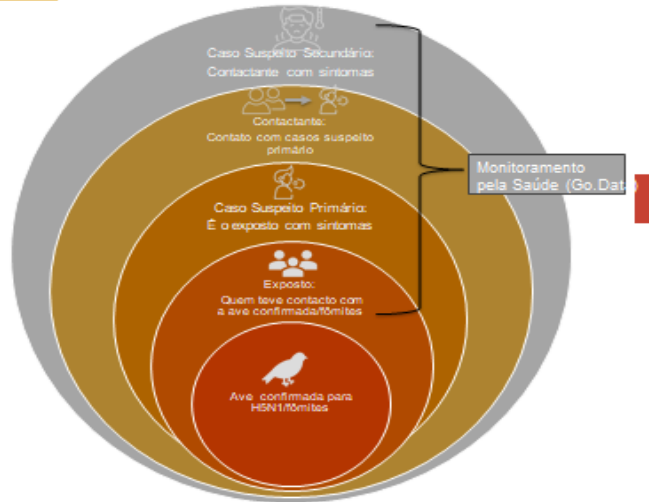 Caso Suspeito Secundário:
Contactante com sintomas
Contactante:
Contato com casos suspeito
primário
Caso Suspeito Primário:
É o exposto com sintomas
Exposto:
Quem teve contacto com
a ave confirmada/fômites
Ave confirmada para
H5N1/fômites
Monitoramento
pela Saúde (Go.Data)